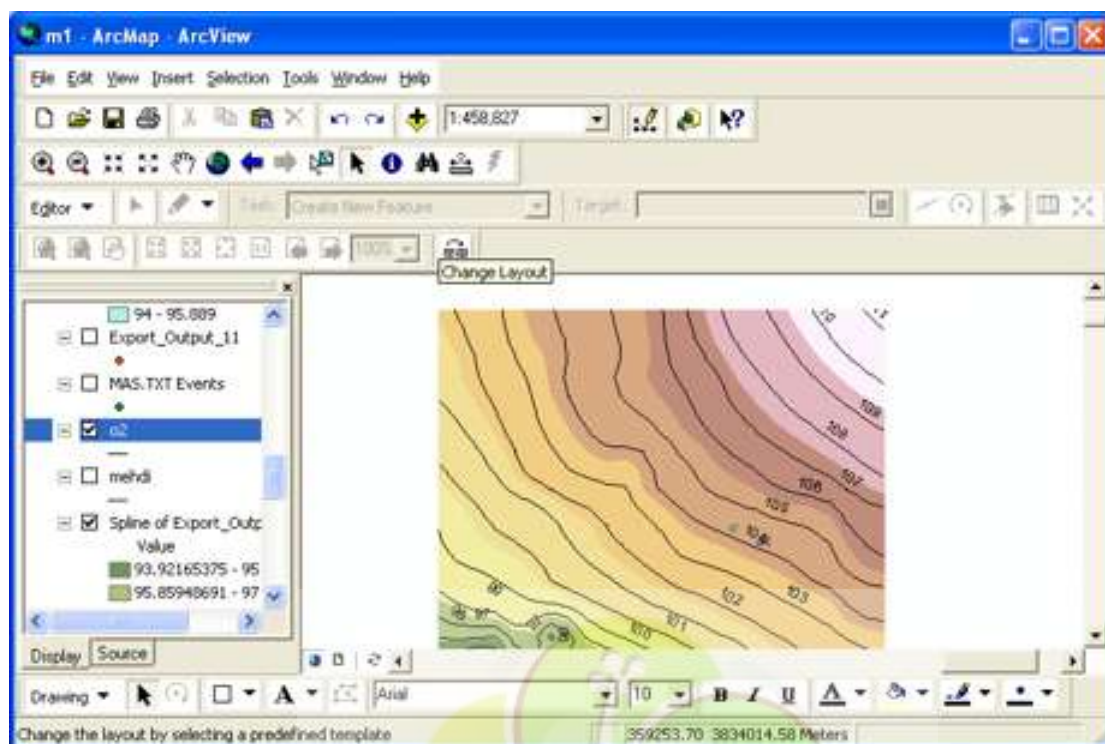 m1 - ArcMap - ArcView
File Edit View Insert Selection Tools Window Help
1:458,827
Editor Task: Create New Feature Target:
100%
Change Layout
94 - 95.889
Export_Output_11
MAS.TXT Events
o2
mehdi
Spline of Export_Outp
Value
93.92165375 - 95
95.85948691 - 97
Display Source
109
108
107
106
105
104
103
102
101
100
97
Drawing A Arial 10 B I U A
Change the layout by selecting a predefined template
359253.70 3834014.58 Meters